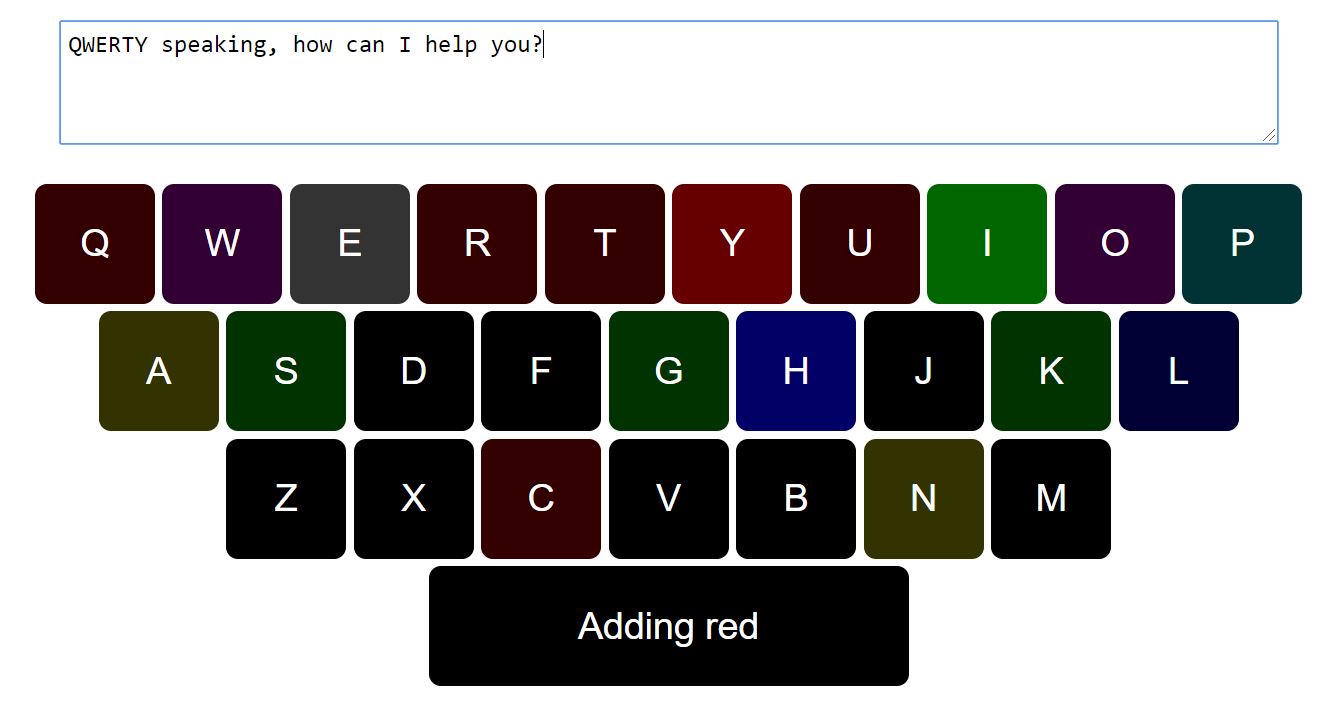 QWERTY speaking, how can I help you?
Q W E R T Y U I O P
A S D F G H J K L
Z X C V B N M
Adding red